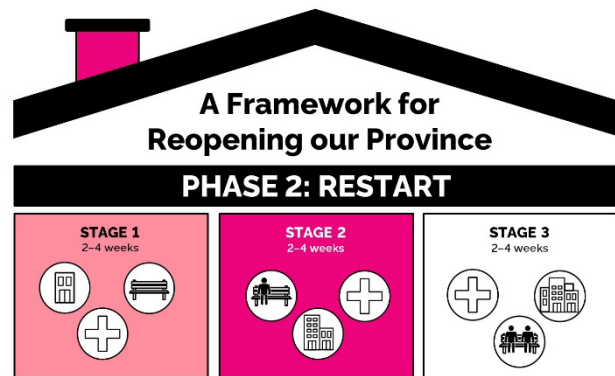 A Framework for
Reopening our Province
PHASE 2: RESTART
STAGE 1
2–4 weeks
STAGE 2
2–4 weeks
STAGE 3
2–4 weeks